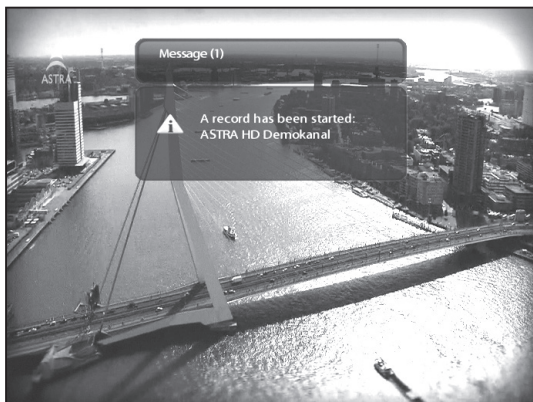 Message (1)
ASTRA
A record has been started:
ASTRA HD Demokanal